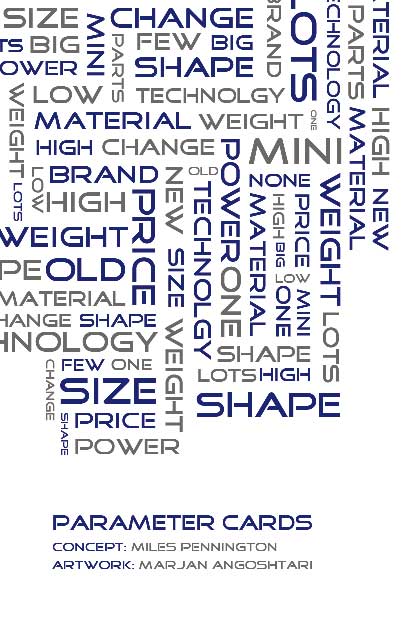 SIZE
MINI
CHANGE
BRAND
LOTS
ECHNOLOGY
PARTS
TERIAL
TS BIG
PARTS
FEW BIG
OWER
SHAPE
WEIGHT
LOW
TECHNOLGY
MATERIAL
WEIGHT
ONE
MATERIAL
HIGH
HIGH CHANGE
MINI
LOTS
LOW
BRAND
OLD
POWER
NONE
HIGH
PRICE
NEW
TECHNOLGY
MATERIAL
HIGH
PRICE
WEIGHT
NEW
WEIGHT
BIG
PE OLD
SIZE
ONE
LOW
MATERIAL
ONE
MINI
HANGE SHAPE
LOTS
HNOLOGY
WEIGHT
SHAPE
CHANGE
FEW ONE
LOTS HIGH
SIZE
SHAPE
SHAPE
PRICE
POWER
PARAMETER CARDS
CONCEPT: MILES PENNINGTON
ARTWORK: MARJAN ANGOSHTARI